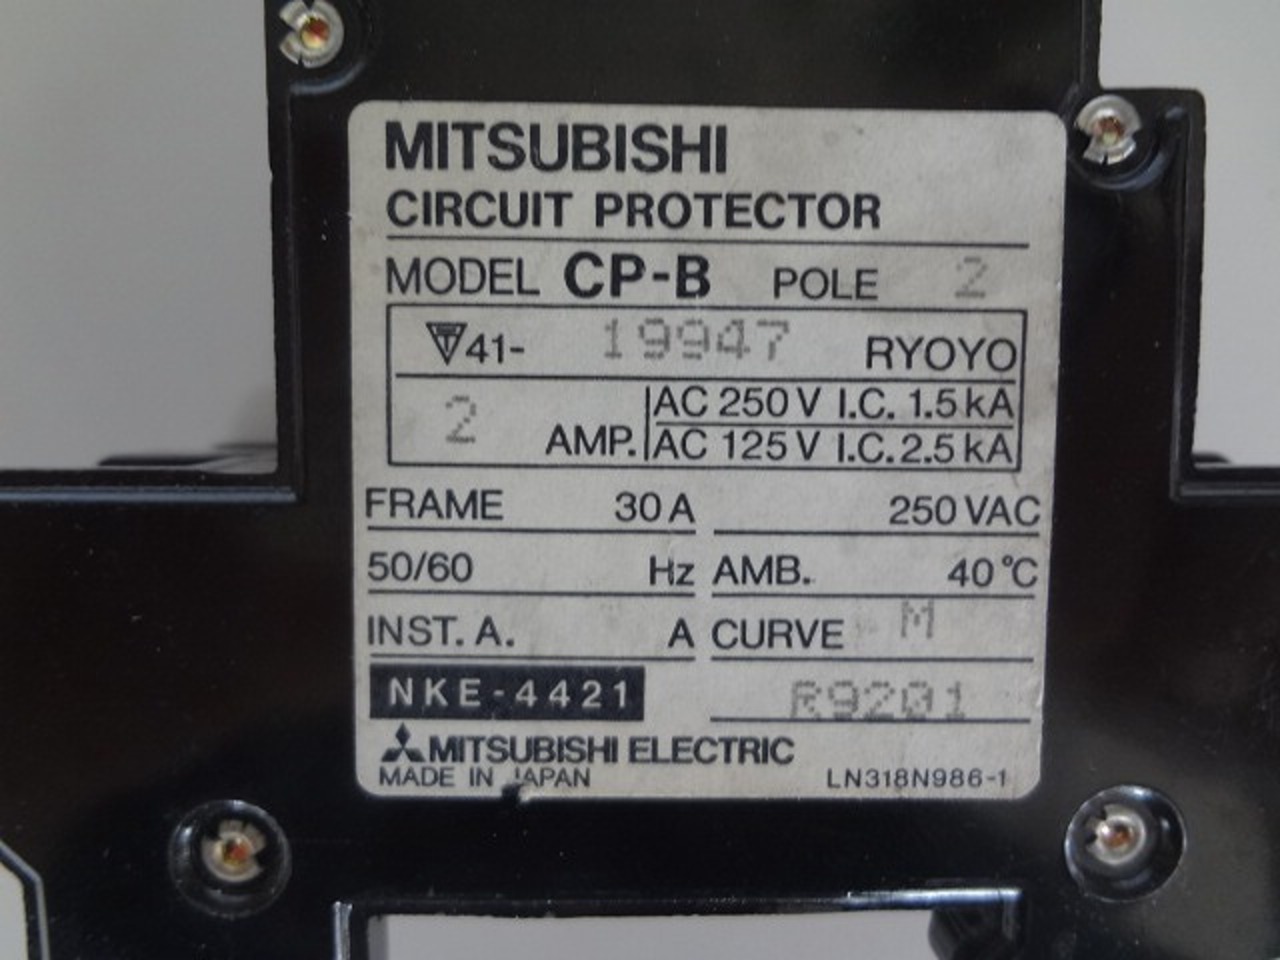 MITSUBISHI
CIRCUIT PROTECTOR
MODEL CP-B POLE 2
41- 19947 RYOYO
2 AMP. AC 250 V I.C. 1.5 kA
AC 125 V I.C. 2.5 kA
FRAME 30 A 250 VAC
50/60 Hz AMB. 40 °C
INST. A. A CURVE M
NKE-4421 R9201
MITSUBISHI ELECTRIC
MADE IN JAPAN LN318N986-1